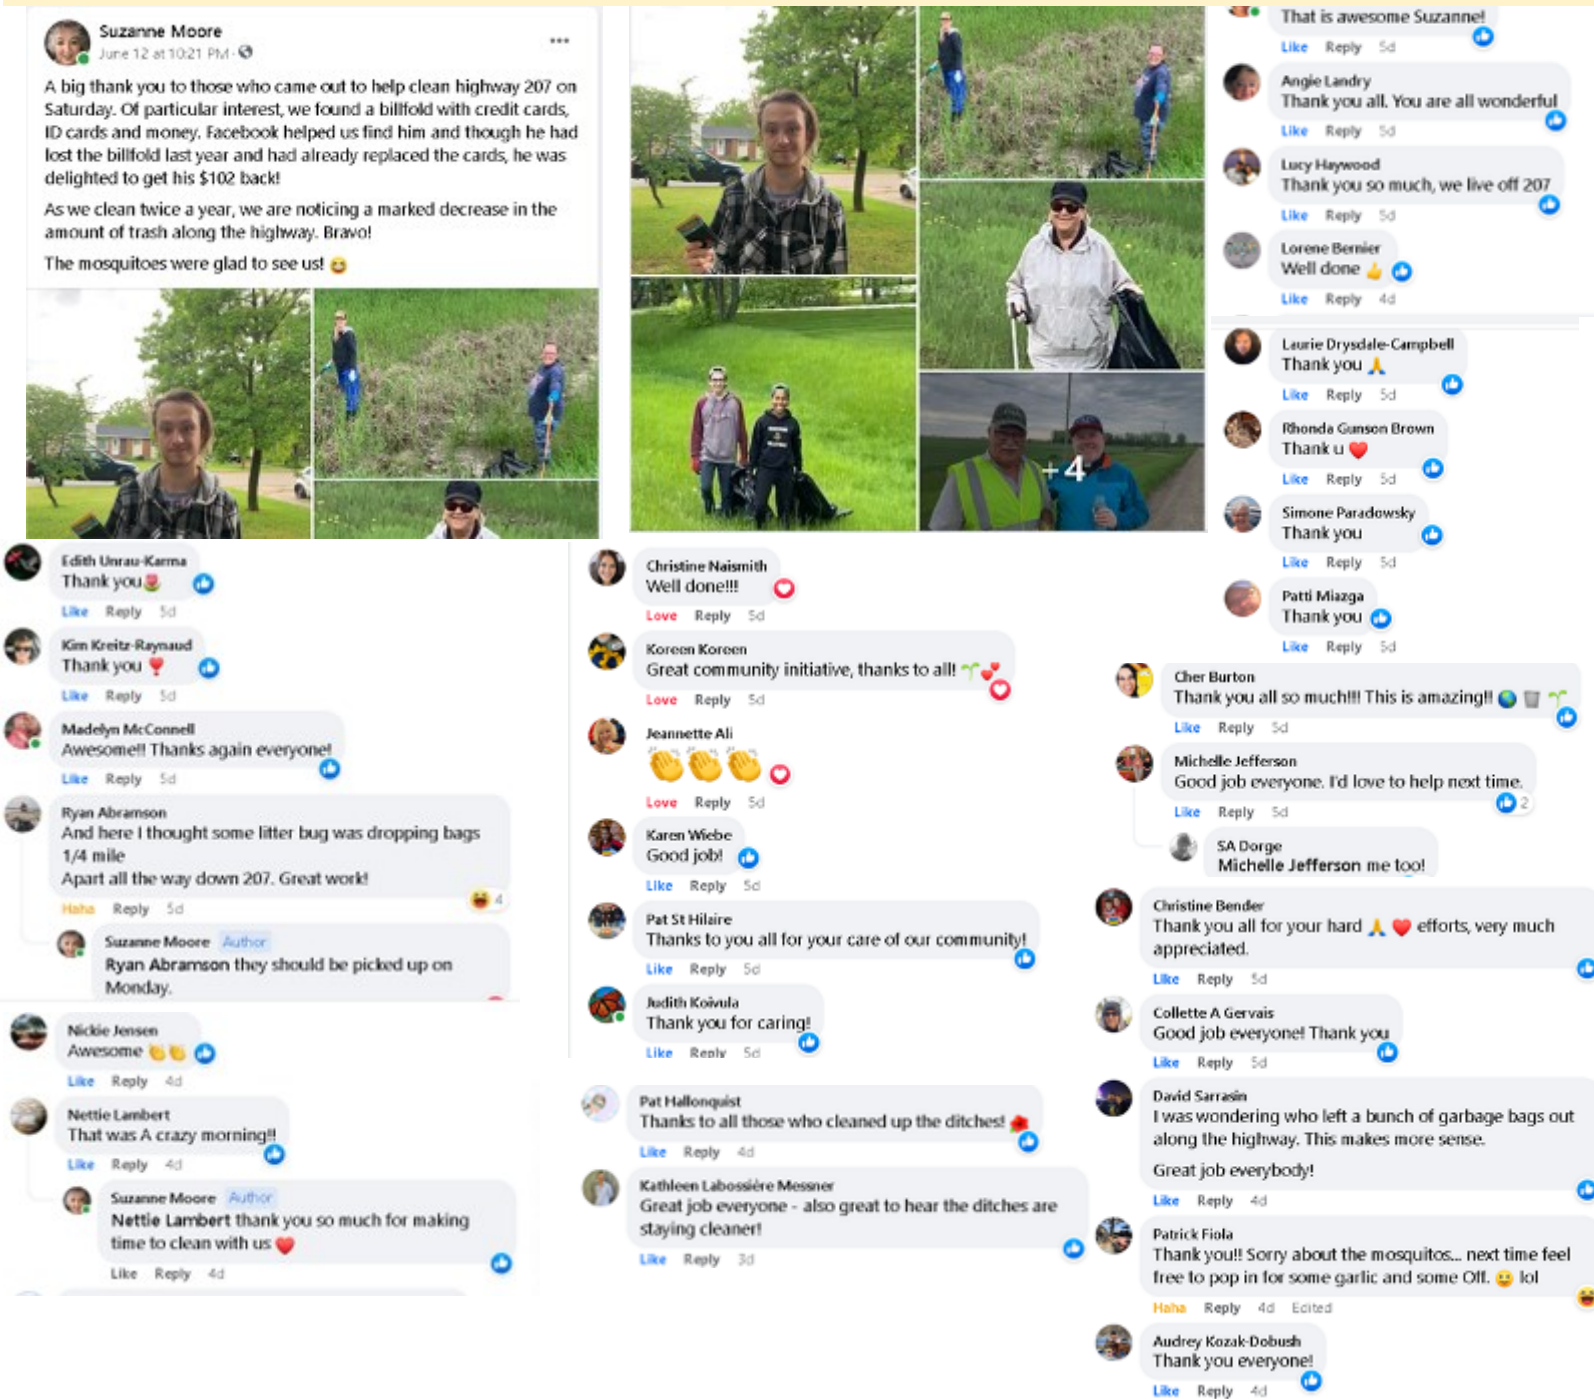 Suzanne Moore
June 12 at 10:21 PM ·
A big thank you to those who came out to help clean highway 207 on
Saturday. Of particular interest, we found a billfold with credit cards,
ID cards and money. Facebook helped us find him and though he had
lost the billfold last year and had already replaced the cards, he was
delighted to get his $102 back!
As we clean twice a year, we are noticing a marked decrease in the
amount of trash along the highway. Bravo!
The mosquitoes were glad to see us! 😆
+4
That is awesome Suzanne!
Like Reply 5d
Angie Landry
Thank you all. You are all wonderful
Like Reply 5d
Lucy Haywood
Thank you so much, we live off 207
Like Reply 5d
Lorene Bernier
Well done 👍
Like Reply 4d
Laurie Drysdale-Campbell
Thank you 🙏
Like Reply 5d
Rhonda Gunson Brown
Thank u ❤️
Like Reply 5d
Simone Paradowsky
Thank you
Like Reply 5d
Patti Miazga
Thank you
Like Reply 5d
Edith Unrau-Karma
Thank you🌷
Like Reply 5d
Kim Kreitz-Raynaud
Thank you ❣️
Like Reply 5d
Madelyn McConnell
Awesome!! Thanks again everyone!
Like Reply 5d
Ryan Abramson
And here I thought some litter bug was dropping bags
1/4 mile
Apart all the way down 207. Great work!
4
Haha Reply 5d
Suzanne Moore Author
Ryan Abramson they should be picked up on
Monday.
Nickie Jensen
Awesome 👏👏
Like Reply 4d
Nettie Lambert
That was A crazy morning!!
Like Reply 4d
Suzanne Moore Author
Nettie Lambert thank you so much for making
time to clean with us ❤️
Like Reply 4d
Christine Naismith
Well done!!!
Love Reply 5d
Koreen Koreen
Great community initiative, thanks to all! 🌱💕
Love Reply 5d
Jeannette Ali
👏👏👏
Love Reply 5d
Karen Wiebe
Good job!
Like Reply 5d
Pat St Hilaire
Thanks to you all for your care of our community!
Like Reply 5d
Judith Koivula
Thank you for caring!
Like Reply 5d
Pat Hallonquist
Thanks to all those who cleaned up the ditches! 🌺
Like Reply 4d
Kathleen Labossière Messner
Great job everyone - also great to hear the ditches are
staying cleaner!
Like Reply 3d
Cher Burton
Thank you all so much!!!! This is amazing!! 🌎 🗑️ 🌱
Like Reply 5d
Michelle Jefferson
Good job everyone. I'd love to help next time.
2
Like Reply 5d
SA Dorge
Michelle Jefferson me too!
Christine Bender
Thank you all for your hard 🙏 ❤️ efforts, very much
appreciated.
Like Reply 5d
Collette A Gervais
Good job everyone! Thank you
Like Reply 5d
David Sarrasin
I was wondering who left a bunch of garbage bags out
along the highway. This makes more sense.
Great job everybody!
Like Reply 4d
Patrick Fiola
Thank you!! Sorry about the mosquitos... next time feel
free to pop in for some garlic and some Off. 😆 lol
Haha Reply 4d Edited
Audrey Kozak-Dobush
Thank you everyone!
Like Reply 4d